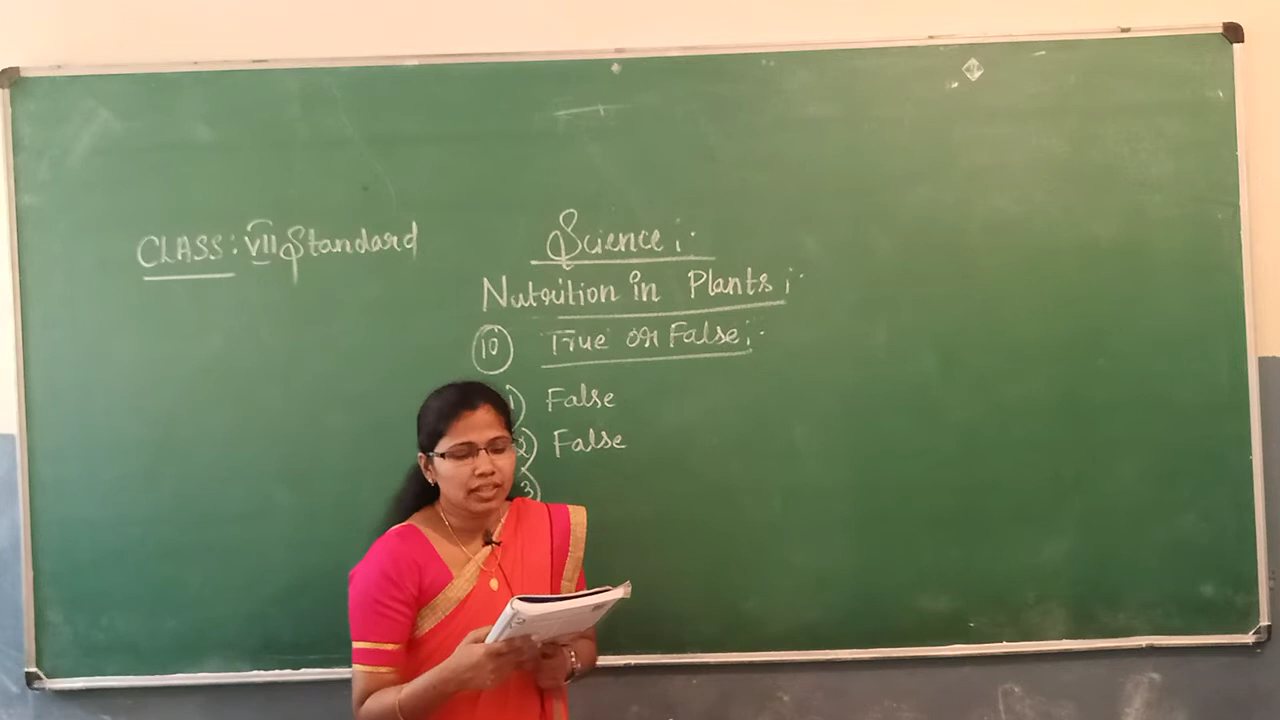 CLASS: VII Standard
Science:-
Nutrition in Plants:-
10 True or False:-
1) False
2) False
3)